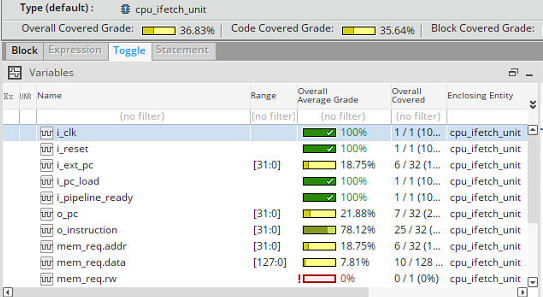 Type (default) : cpu_ifetch_unit
Overall Covered Grade: 36.83% Code Covered Grade: 35.64% Block Covered Grade:
Block Expression Toggle Statement
Variables
Ex UNR Name Range Overall Average Grade Overall Covered Enclosing Entity
(no filter) (no filter) (no filter) (no filter) (no filter)
i_clk 100% 1 / 1 (10... cpu_ifetch_unit
i_reset 100% 1 / 1 (10... cpu_ifetch_unit
i_ext_pc [31:0] 18.75% 6 / 32 (1... cpu_ifetch_unit
i_pc_load 100% 1 / 1 (10... cpu_ifetch_unit
i_pipeline_ready 100% 1 / 1 (10... cpu_ifetch_unit
o_pc [31:0] 21.88% 7 / 32 (2... cpu_ifetch_unit
o_instruction [31:0] 78.12% 25 / 32 (... cpu_ifetch_unit
mem_req.addr [31:0] 18.75% 6 / 32 (1... cpu_ifetch_unit
mem_req.data [127:0] 7.81% 10 / 128 ... cpu_ifetch_unit
mem_req.rw ! 0% 0 / 1 (0%) cpu_ifetch_unit